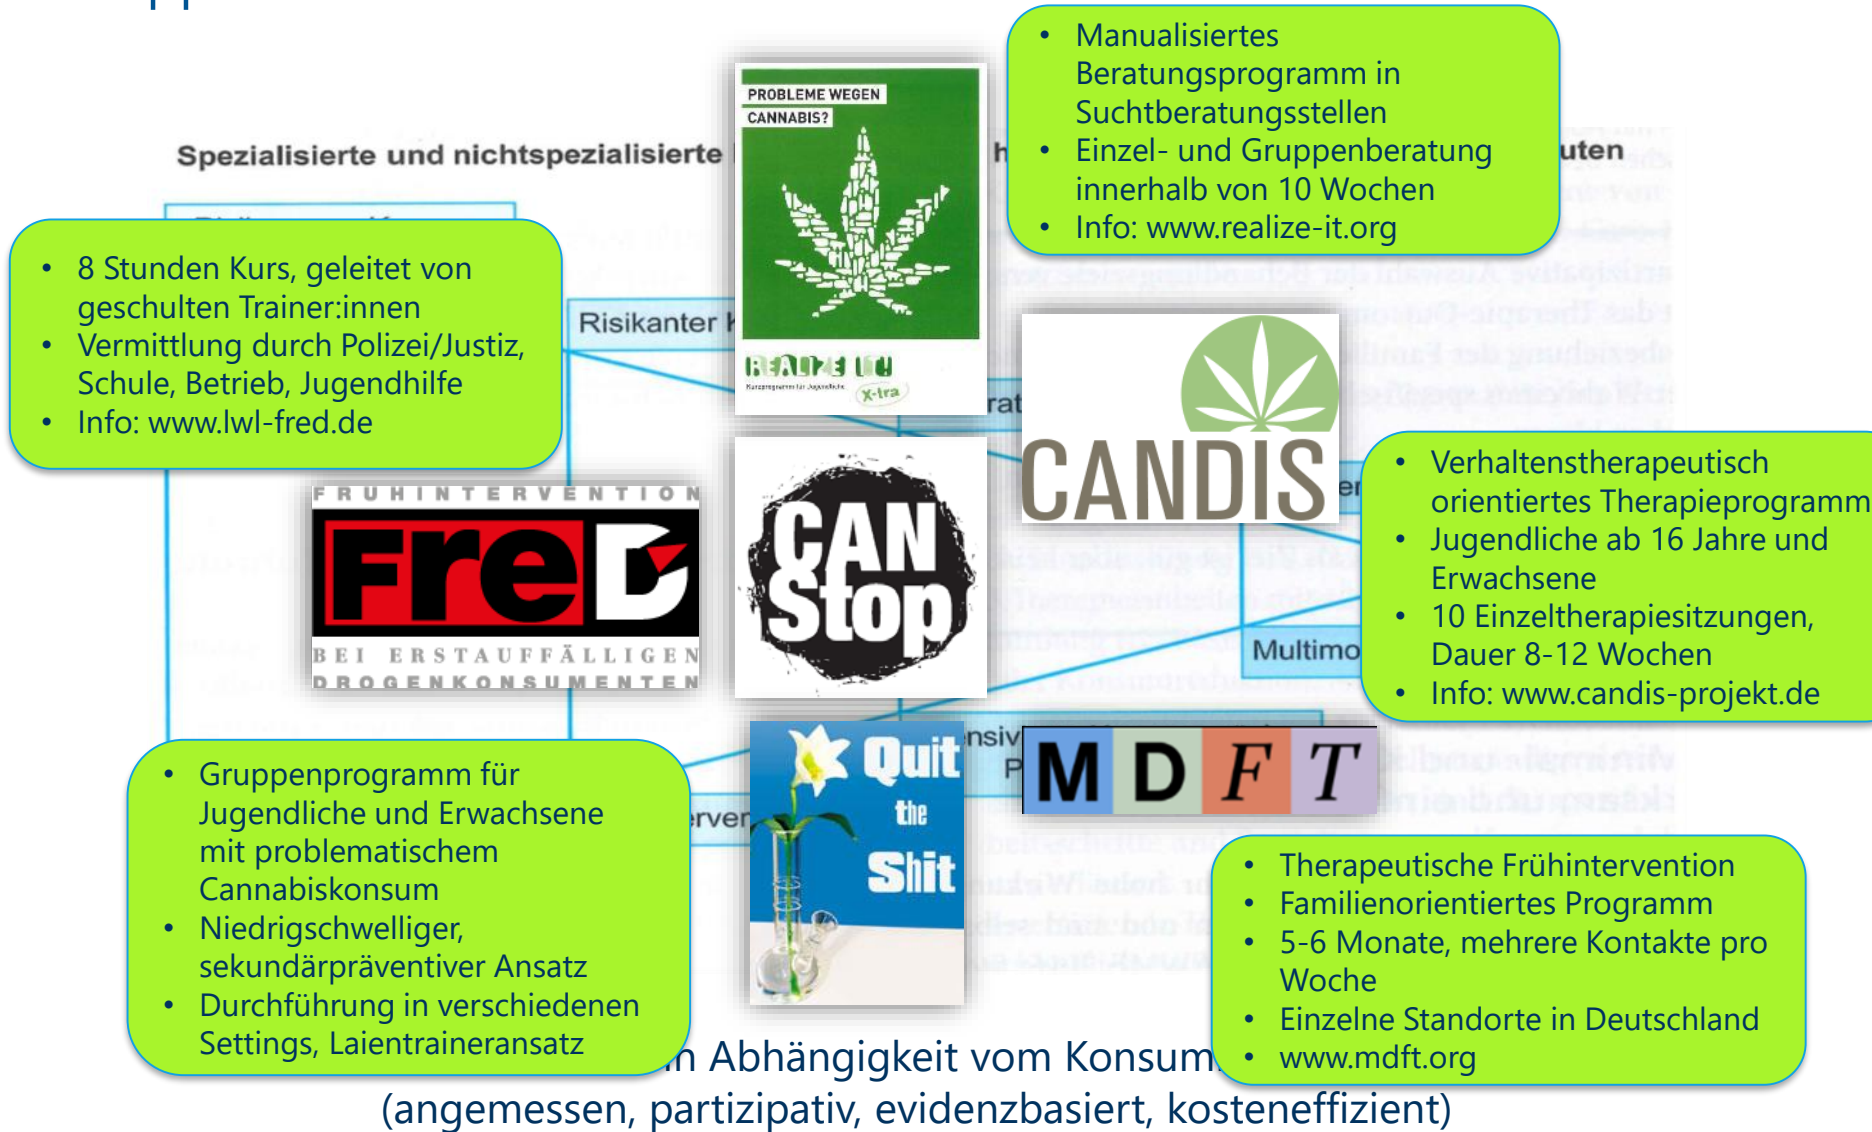 • Manualisiertes
Beratungsprogramm in
Suchtberatungsstellen
• Einzel- und Gruppenberatung
innerhalb von 10 Wochen
• Info: www.realize-it.org
PROBLEME WEGEN
CANNABIS?
REALIZE it!
Kurzprogramm für Jugendliche
X-tra
Spezialisierte und nichtspezialisierte
uten
• 8 Stunden Kurs, geleitet von
geschulten Trainer:innen
• Vermittlung durch Polizei/Justiz,
Schule, Betrieb, Jugendhilfe
• Info: www.lwl-fred.de
Risikanter
CANDIS
• Verhaltenstherapeutisch
orientiertes Therapieprogramm
• Jugendliche ab 16 Jahre und
Erwachsene
• 10 Einzeltherapiesitzungen,
Dauer 8-12 Wochen
• Info: www.candis-projekt.de
FRÜHINTERVENTION
FreD
BEI ERSTAUFFÄLLIGEN
DROGENKONSUMENTEN
CAN
Stop
Multimo
• Gruppenprogramm für
Jugendliche und Erwachsene
mit problematischem
Cannabiskonsum
• Niedrigschwelliger,
sekundärpräventiver Ansatz
• Durchführung in verschiedenen
Settings, Laientraineransatz
Quit
the
Shit
MDFT
• Therapeutische Frühintervention
• Familienorientiertes Programm
• 5-6 Monate, mehrere Kontakte pro
Woche
• Einzelne Standorte in Deutschland
• www.mdft.org
n Abhängigkeit vom Konsum
(angemessen, partizipativ, evidenzbasiert, kosteneffizient)